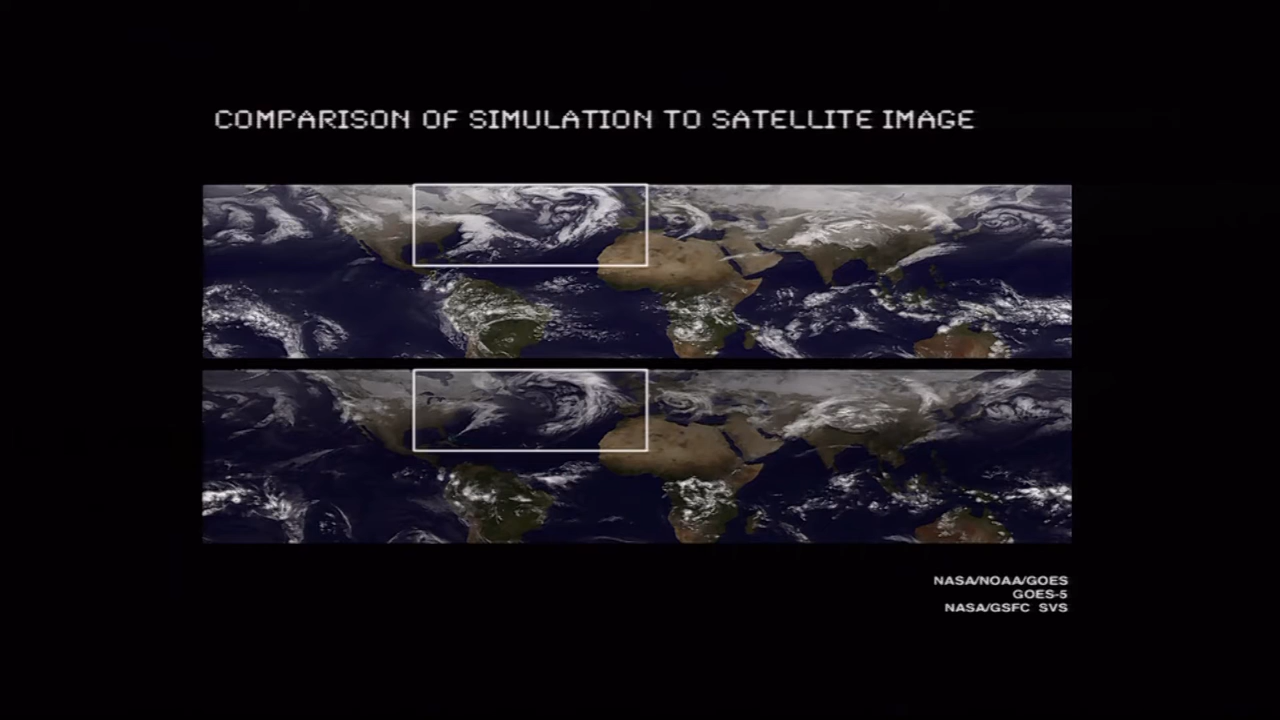 COMPARISON OF SIMULATION TO SATELLITE IMAGE
NASA/NOAA/GOES
GOES-5
NASA/GSFC SVS